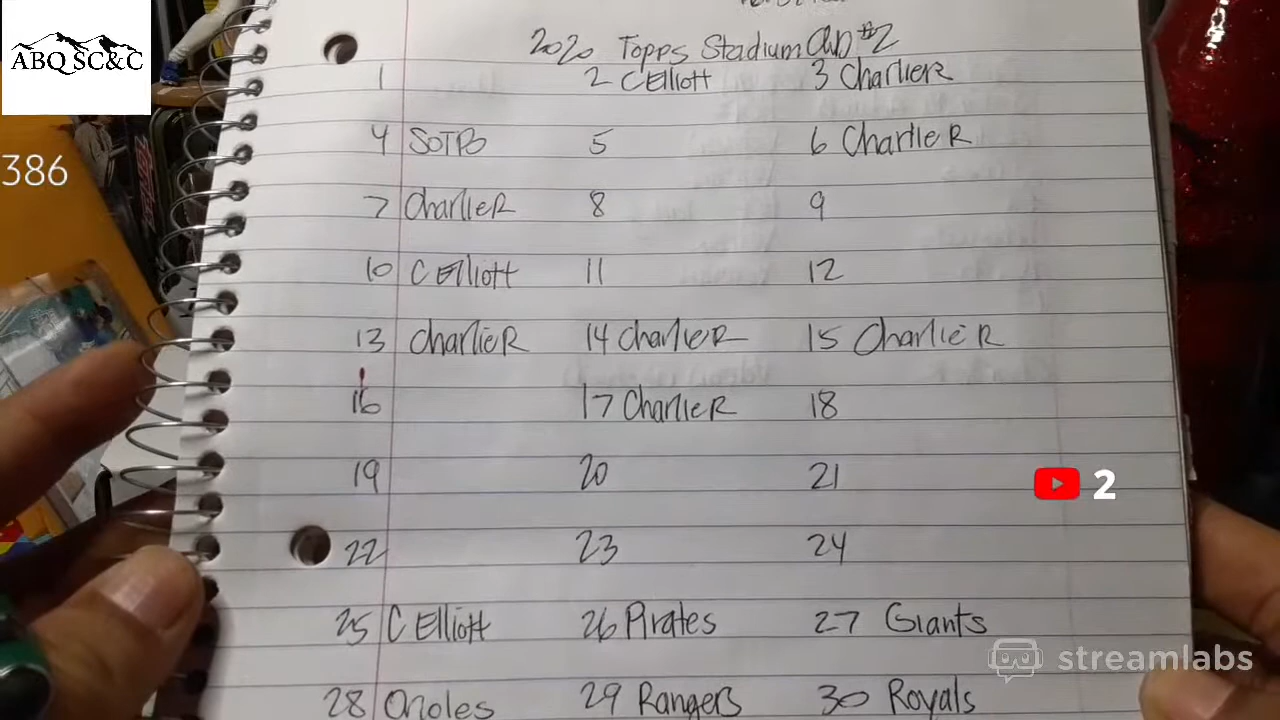 ABQ SC&C
386
2020 Topps Stadium Club #2
1 2 C Elliott 3 Charlie R
4 SOTPB 5 6 Charlie R
7 Charlie R 8 9
10 C Elliott 11 12
13 Charlie R 14 Charlie R 15 Charlie R
16 17 Charlie R 18
19 20 21
2
22 23 24
25 C Elliott 26 Pirates 27 Giants
streamlabs
28 Orioles 29 Rangers 30 Royals